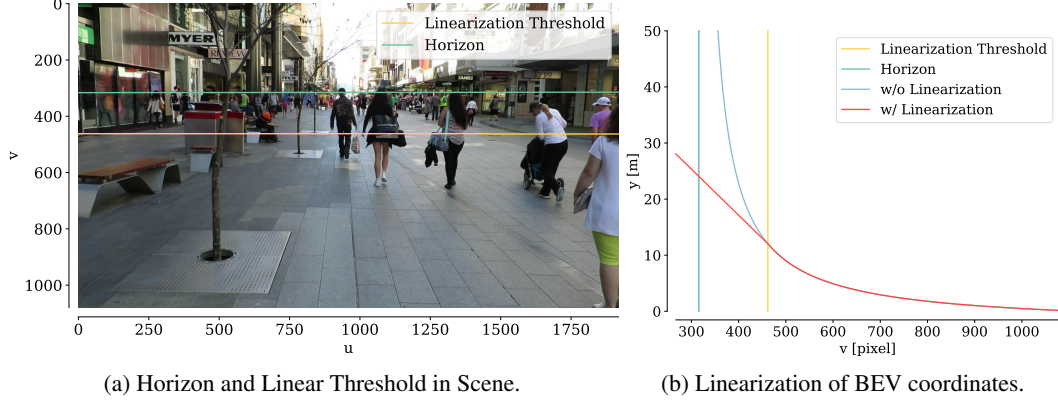 0
200
400
600
800
1000
v
Linearization Threshold
Horizon
MYER
0
250
500
750
1000
1250
1500
1750
u
(a) Horizon and Linear Threshold in Scene.
50
40
30
20
10
0
y [m]
Linearization Threshold
Horizon
w/o Linearization
w/ Linearization
300
400
500
600
700
800
900
1000
v [pixel]
(b) Linearization of BEV coordinates.